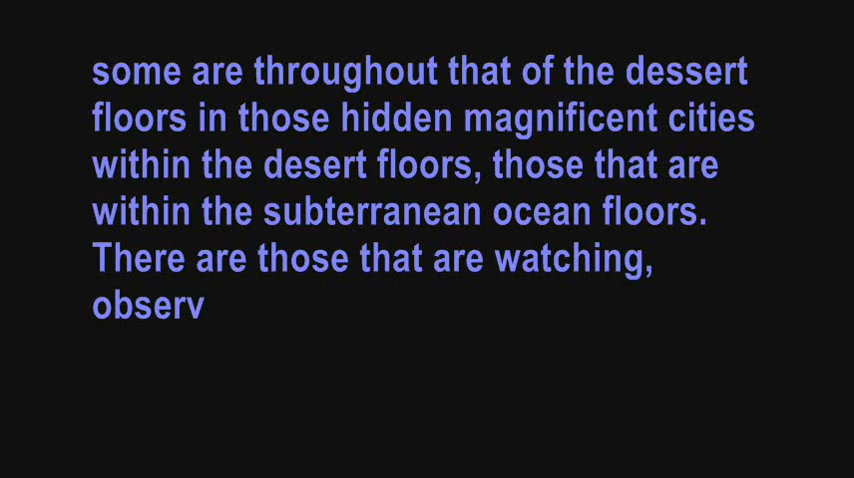 some are throughout that of the dessert
floors in those hidden magnificent cities
within the desert floors, those that are
within the subterranean ocean floors.
There are those that are watching,
observ